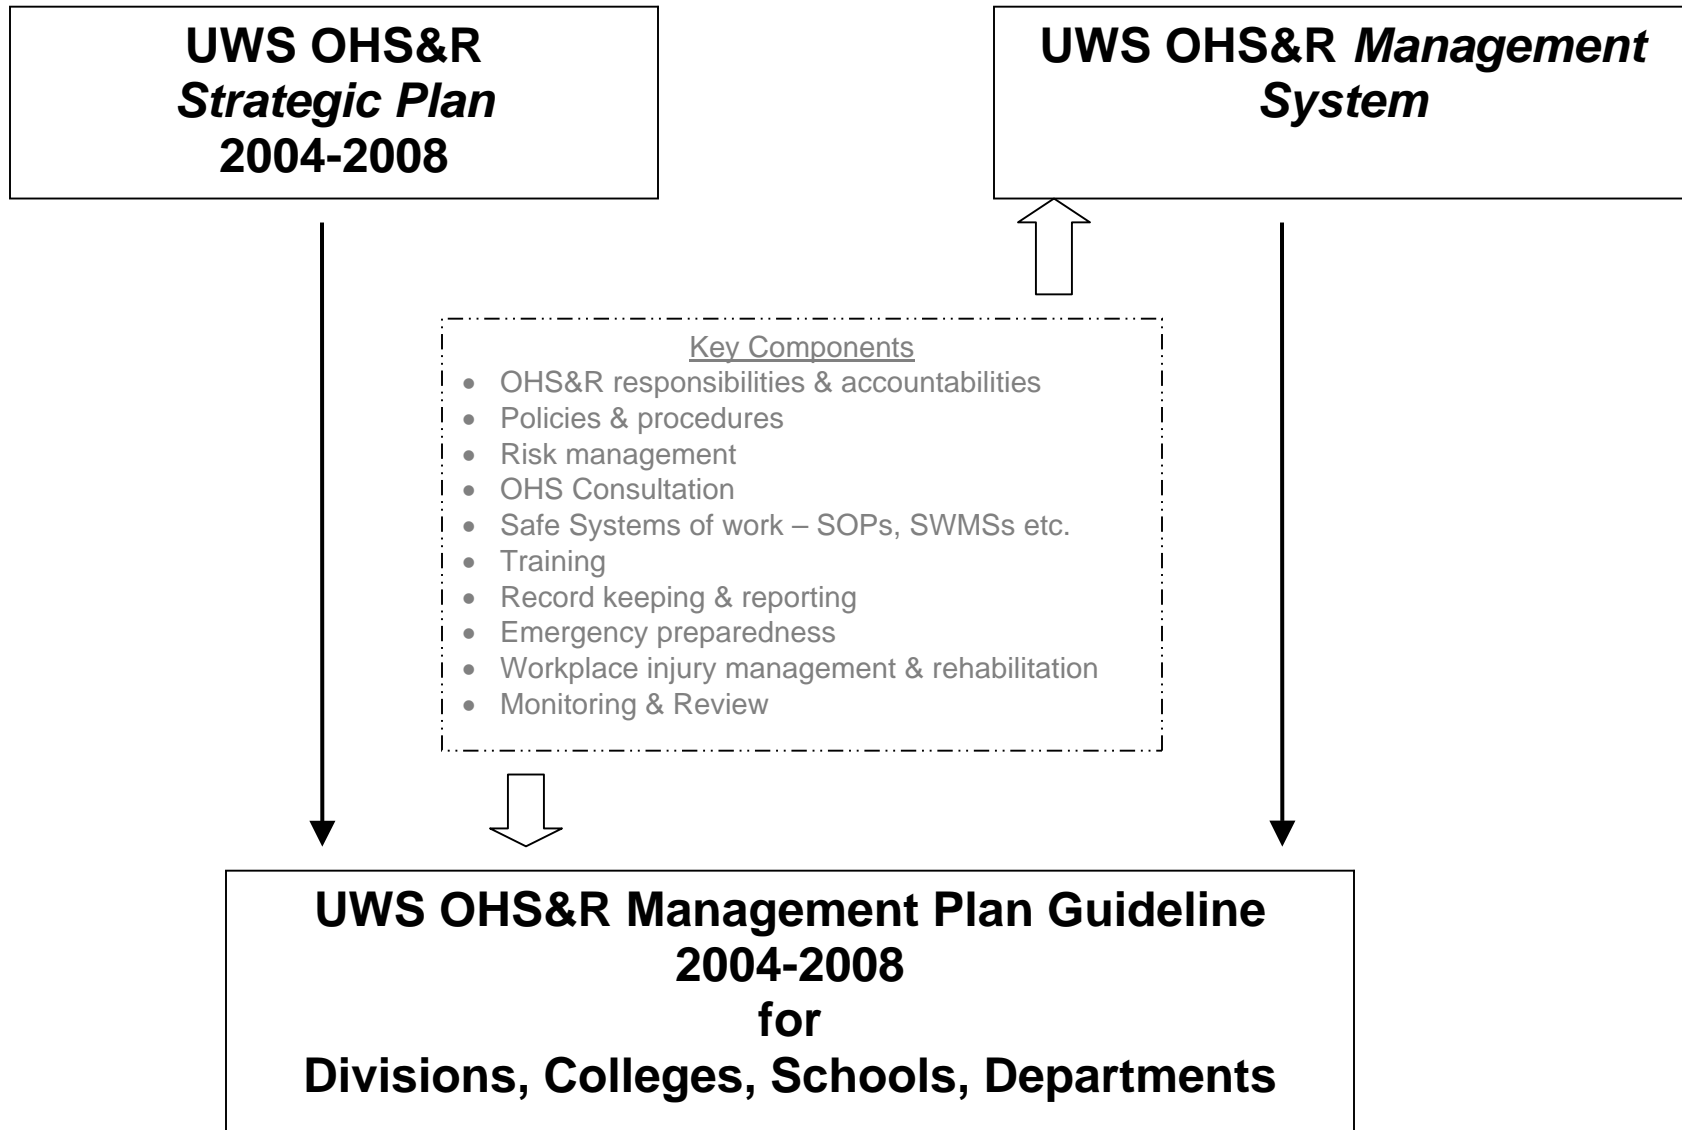 UWS OHS&R
Strategic Plan
2004-2008
UWS OHS&R Management
System
Key Components
• OHS&R responsibilities & accountabilities
• Policies & procedures
• Risk management
• OHS Consultation
• Safe Systems of work – SOPs, SWMSs etc.
• Training
• Record keeping & reporting
• Emergency preparedness
• Workplace injury management & rehabilitation
• Monitoring & Review
UWS OHS&R Management Plan Guideline
2004-2008
for
Divisions, Colleges, Schools, Departments